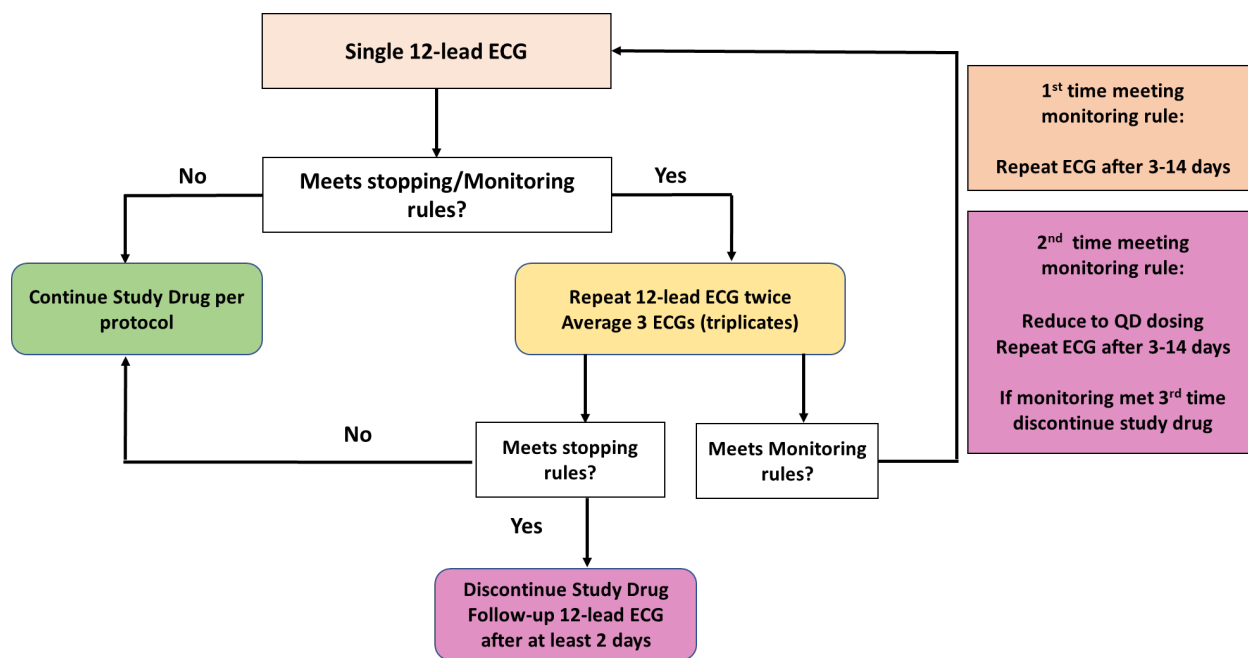 Single 12-lead ECG
No
Meets stopping/Monitoring
rules?
Yes
Continue Study Drug per
protocol
Repeat 12-lead ECG twice
Average 3 ECGs (triplicates)
No
Meets stopping
rules?
Meets Monitoring
rules?
Yes
Discontinue Study Drug
Follow-up 12-lead ECG
after at least 2 days
1st time meeting
monitoring rule:
Repeat ECG after 3-14 days
2nd time meeting
monitoring rule:
Reduce to QD dosing
Repeat ECG after 3-14 days
If monitoring met 3rd time
discontinue study drug